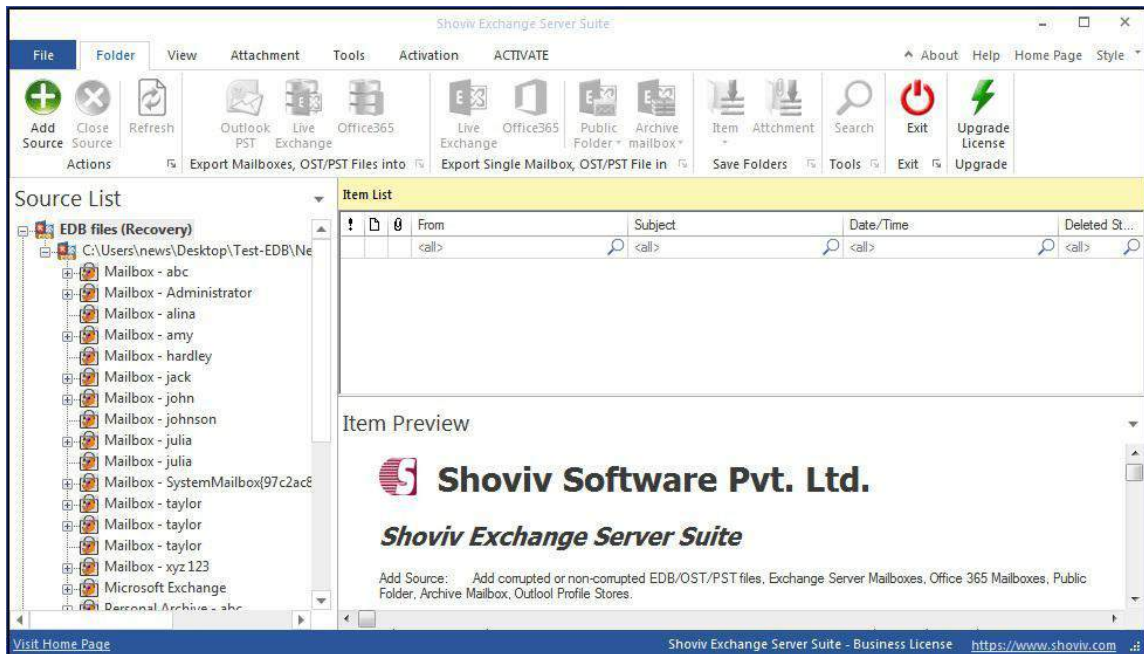 Shoviv Exchange Server Suite
File Folder View Attachment Tools Activation ACTIVATE About Help Home Page Style
Add Source Close Source Refresh Outlook PST Live Exchange Office365 Live Exchange Office365 Public Folder Archive mailbox Item Attchment Search Exit Upgrade License
Actions Export Mailboxes, OST/PST Files into Export Single Mailbox, OST/PST File in Save Folders Tools Exit Upgrade
Source List
EDB files (Recovery)
C:\Users\news\Desktop\Test-EDB\Ne
Mailbox - abc
Mailbox - Administrator
Mailbox - alina
Mailbox - amy
Mailbox - hardley
Mailbox - jack
Mailbox - john
Mailbox - johnson
Mailbox - julia
Mailbox - julia
Mailbox - SystemMailbox{97c2ac8
Mailbox - taylor
Mailbox - taylor
Mailbox - taylor
Mailbox - xyz 123
Microsoft Exchange
Personal Archive - abc
Item List
! From Subject Date/Time Deleted St...
<all> <all> <all> <all>
Item Preview
S Shoviv Software Pvt. Ltd.
Shoviv Exchange Server Suite
Add Source: Add corrupted or non-corrupted EDB/OST/PST files, Exchange Server Mailboxes, Office 365 Mailboxes, Public
Folder, Archive Mailbox, Outlool Profile Stores.
Visit Home Page Shoviv Exchange Server Suite - Business License https://www.shoviv.com